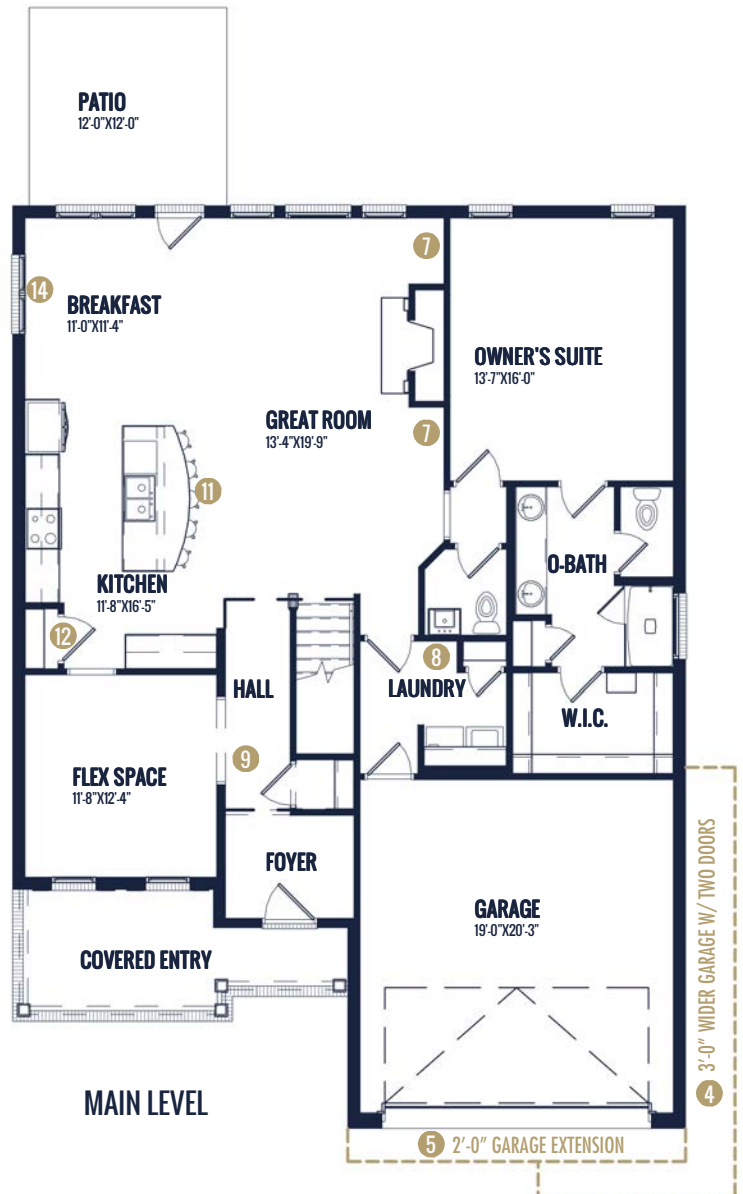 PATIO
12'-0"X12'-0"
7
14
BREAKFAST
11'-0"X11'-4"
OWNER'S SUITE
13'-7"X16'-0"
GREAT ROOM
13'-4"X19'-9"
7
11
O-BATH
KITCHEN
11'-8"X16'-5"
12
8
HALL
LAUNDRY
W.I.C.
9
FLEX SPACE
11'-8"X12'-4"
FOYER
GARAGE
19'-0"X20'-3"
COVERED ENTRY
4 3'-0" WIDER GARAGE W/ TWO DOORS
MAIN LEVEL
5 2'-0" GARAGE EXTENSION